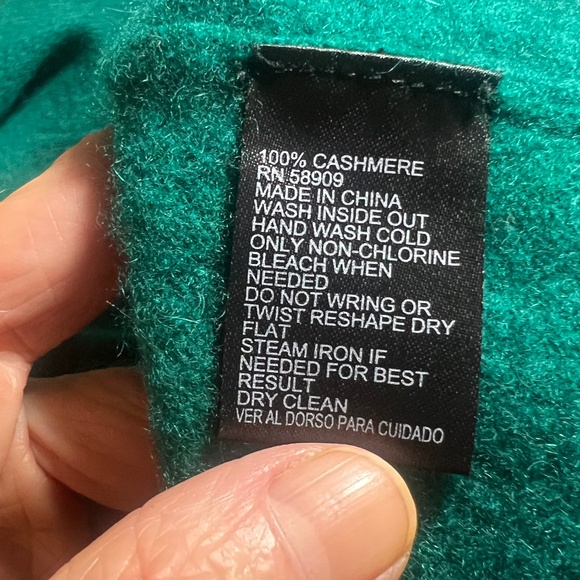 100% CASHMERE
RN 58909
MADE IN CHINA
WASH INSIDE OUT
HAND WASH COLD
ONLY NON-CHLORINE
BLEACH WHEN
NEEDED
DO NOT WRING OR
TWIST RESHAPE DRY
FLAT
STEAM IRON IF
NEEDED FOR BEST
RESULT
DRY CLEAN
VER AL DORSO PARA CUIDADO